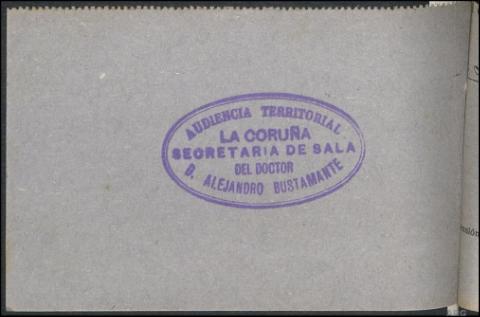 AUDIENCIA TERRITORIAL
LA CORUÑA
SECRETARIA DE SALA
DEL DOCTOR
D. ALEJANDRO BUSTAMANTE